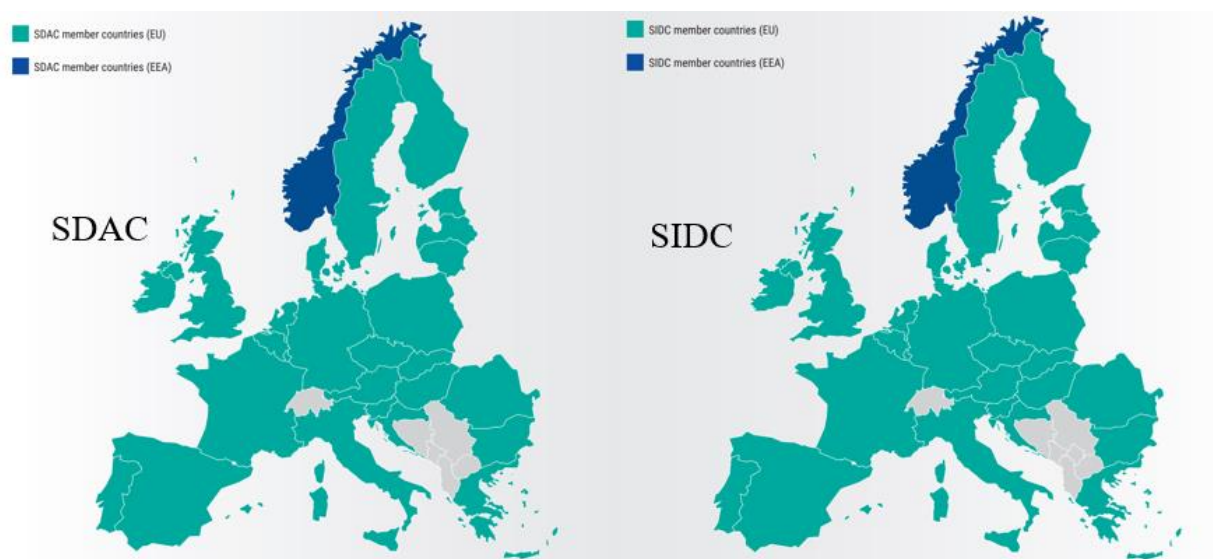 SDAC member countries (EU)
SDAC member countries (EEA)
SDAC
SIDC member countries (EU)
SIDC member countries (EEA)
SIDC